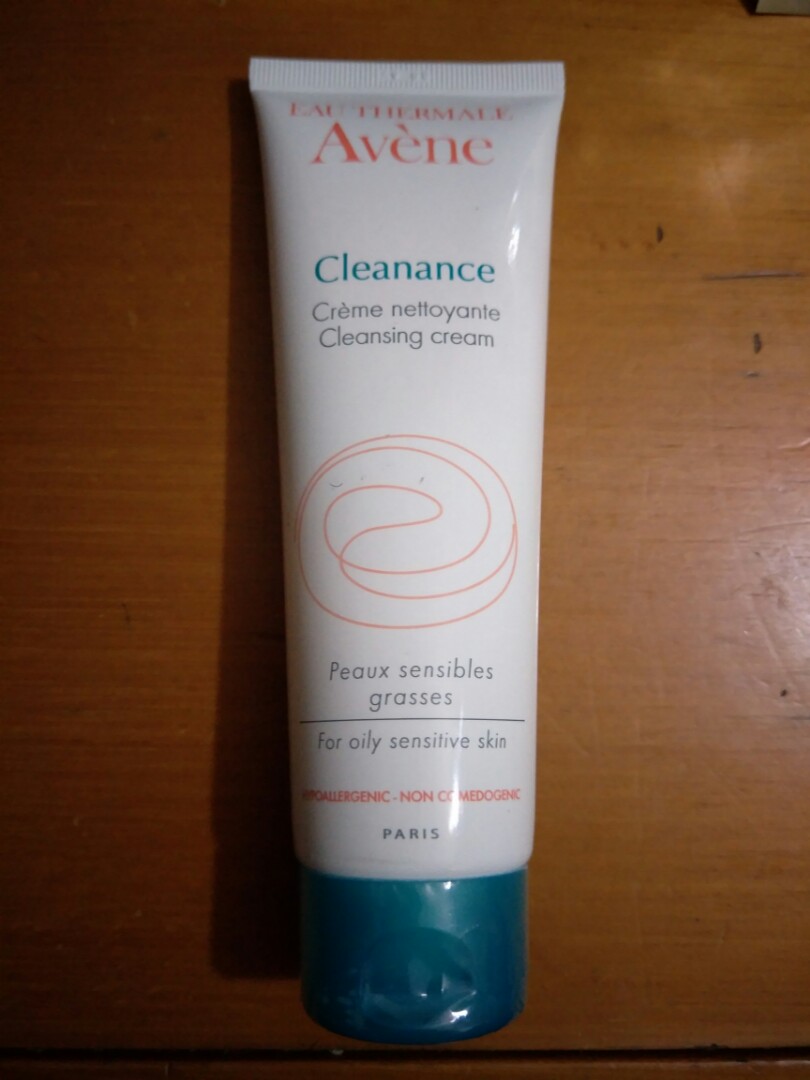 EAU THERMALE
Avène
Cleanance
Crème nettoyante
Cleansing cream
Peaux sensibles
grasses
For oily sensitive skin
HYPOALLERGENIC - NON COMEDOGENIC
PARIS